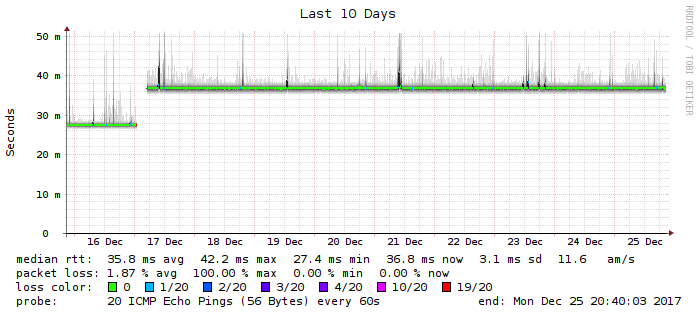 Last 10 Days
RRDTOOL / TOBI OETIKER
Seconds
50 m
40 m
30 m
20 m
10 m
0
16 Dec 17 Dec 18 Dec 19 Dec 20 Dec 21 Dec 22 Dec 23 Dec 24 Dec 25 Dec
median rtt: 35.8 ms avg 42.2 ms max 27.4 ms min 36.8 ms now 3.1 ms sd 11.6 am/s
packet loss: 1.87 % avg 100.00 % max 0.00 % min 0.00 % now
loss color: 0 1/20 2/20 3/20 4/20 10/20 19/20
probe: 20 ICMP Echo Pings (56 Bytes) every 60s end: Mon Dec 25 20:40:03 2017